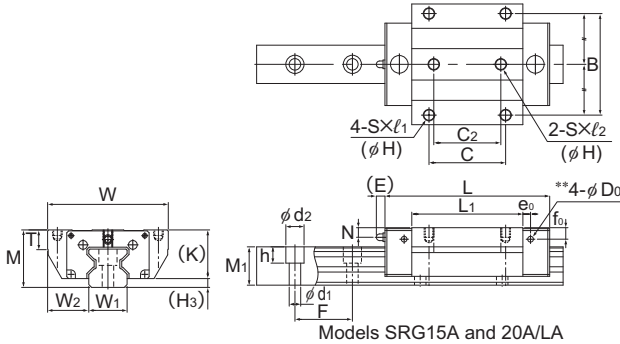 B
4-S×ℓ1
(φH)
C2
C
2-S×ℓ2
(φH)
W
T
M
(K)
(H3)
W2
W1
(E)
L
L1
e0
**4-φD0
φd2
N
f0
M1
h
φd1
F
Models SRG15A and 20A/LA